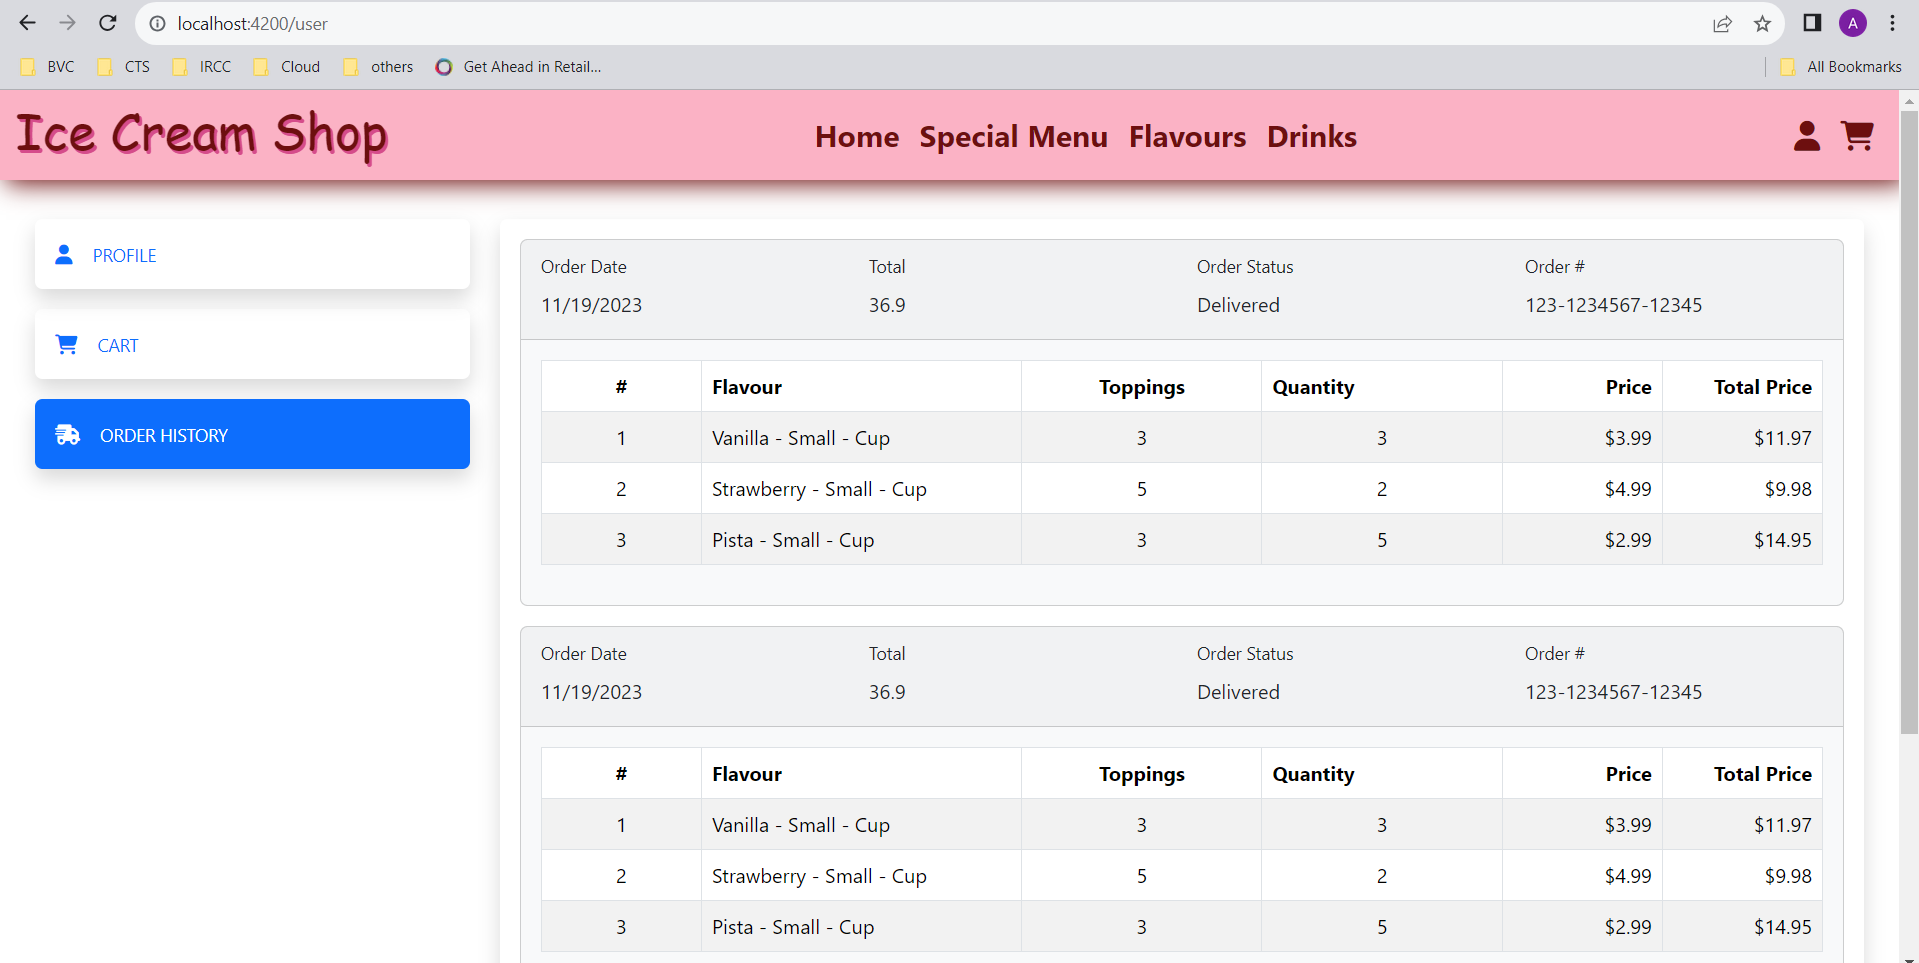 localhost:4200/user
A
BVC CTS IRCC Cloud others Get Ahead in Retail... All Bookmarks
Ice Cream Shop Home Special Menu Flavours Drinks
PROFILE
CART
ORDER HISTORY
Order Date Total Order Status Order #
11/19/2023 36.9 Delivered 123-1234567-12345
# Flavour Toppings Quantity Price Total Price
1 Vanilla - Small - Cup 3 3 $3.99 $11.97
2 Strawberry - Small - Cup 5 2 $4.99 $9.98
3 Pista - Small - Cup 3 5 $2.99 $14.95
Order Date Total Order Status Order #
11/19/2023 36.9 Delivered 123-1234567-12345
# Flavour Toppings Quantity Price Total Price
1 Vanilla - Small - Cup 3 3 $3.99 $11.97
2 Strawberry - Small - Cup 5 2 $4.99 $9.98
3 Pista - Small - Cup 3 5 $2.99 $14.95